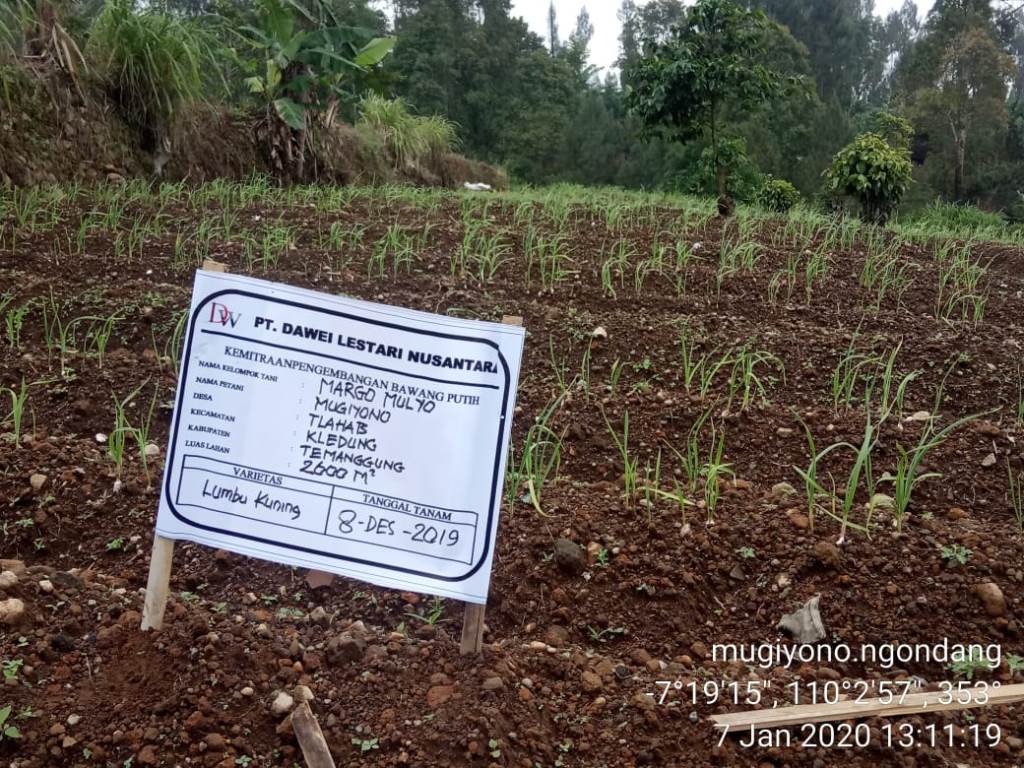 DW PT. DAWEI LESTARI NUSANTARA
KEMITRAANPENGEMBANGAN BAWANG PUTIH
NAMA KELOMPOK TANI : MARGO MULYO
NAMA PETANI : MUGIYONO
DESA : TLAHAB
KECAMATAN : KLEDUNG
KABUPATEN : TEMANGGUNG
LUAS LAHAN : 2600 M²
VARIETAS TANGGAL TANAM
Lumbu Kuning 8-DES-2019
mugiyono.ngondang
-7°19'15", 110°2'57", 353°
7 Jan 2020 13:11:19